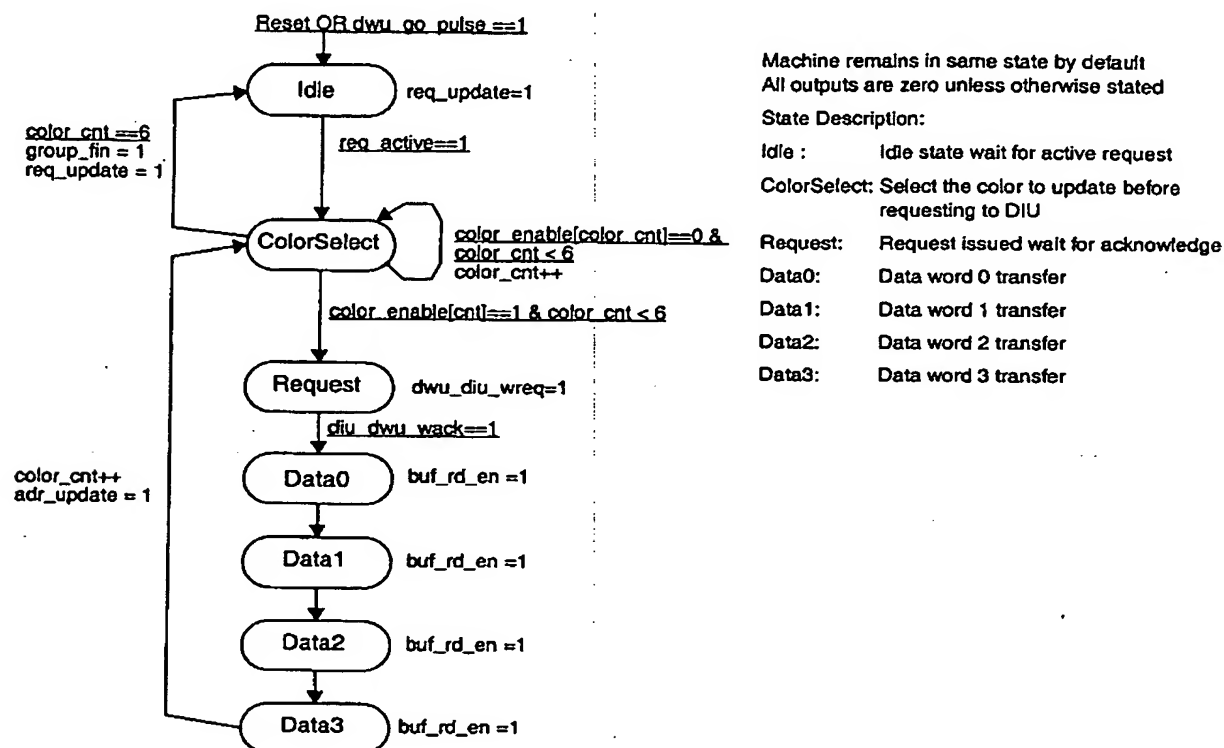 Reset OR dwu_go_pulse ==1
Idle
req_update=1
color_cnt ==6
group_fin = 1
req_update = 1
req_active==1
ColorSelect
color_enable[color_cnt]==0 &
color_cnt < 6
color_cnt++
color_enable[cnt]==1 & color_cnt < 6
Request
dwu_diu_wreq=1
diu_dwu_wack==1
color_cnt++
adr_update = 1
Data0
buf_rd_en =1
Data1
buf_rd_en =1
Data2
buf_rd_en =1
Data3
buf_rd_en =1
Machine remains in same state by default
All outputs are zero unless otherwise stated
State Description:
Idle : Idle state wait for active request
ColorSelect: Select the color to update before
requesting to DIU
Request: Request issued wait for acknowledge
Data0: Data word 0 transfer
Data1: Data word 1 transfer
Data2: Data word 2 transfer
Data3: Data word 3 transfer